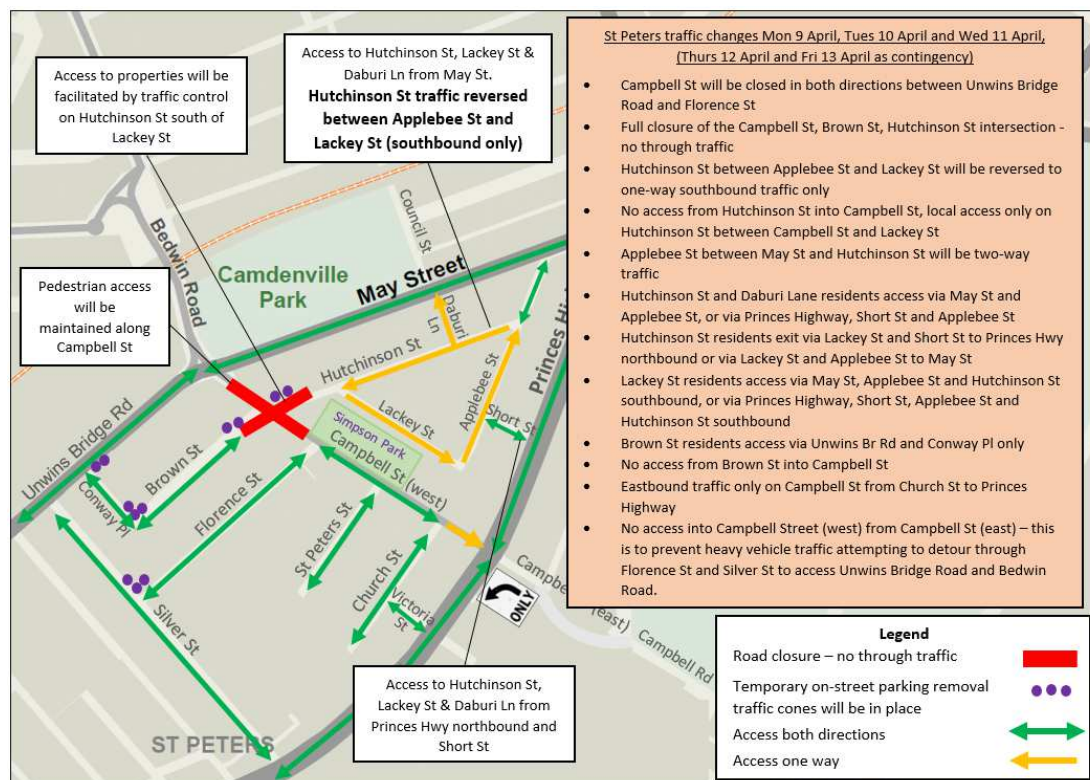 Access to properties will be
facilitated by traffic control
on Hutchinson St south of
Lackey St
Access to Hutchinson St, Lackey St &
Daburi Ln from May St.
Hutchinson St traffic reversed
between Applebee St and
Lackey St (southbound only)
Pedestrian access
will be
maintained along
Campbell St
Bedwin Road
Camdenville
Park
Council St
May Street
Daburi
Ln
Princes Hi
Hutchinson St
Applebee St
Short St
Lackey St
Simpson Park
Campbell St (west)
Unwins Bridge Rd
Brown St
Conway Pl
Florence St
St Peters St
Church St
Victoria
St
Silver St
ONLY
Campbe
east)
Campbell Rd
ST PETERS
Access to Hutchinson St,
Lackey St & Daburi Ln from
Princes Hwy northbound and
Short St
St Peters traffic changes Mon 9 April, Tues 10 April and Wed 11 April,
(Thurs 12 April and Fri 13 April as contingency)
• Campbell St will be closed in both directions between Unwins Bridge
Road and Florence St
• Full closure of the Campbell St, Brown St, Hutchinson St intersection -
no through traffic
• Hutchinson St between Applebee St and Lackey St will be reversed to
one-way southbound traffic only
• No access from Hutchinson St into Campbell St, local access only on
Hutchinson St between Campbell St and Lackey St
• Applebee St between May St and Hutchinson St will be two-way
traffic
• Hutchinson St and Daburi Lane residents access via May St and
Applebee St, or via Princes Highway, Short St and Applebee St
• Hutchinson St residents exit via Lackey St and Short St to Princes Hwy
northbound or via Lackey St and Applebee St to May St
• Lackey St residents access via May St, Applebee St and Hutchinson St
southbound, or via Princes Highway, Short St, Applebee St and
Hutchinson St southbound
• Brown St residents access via Unwins Br Rd and Conway Pl only
• No access from Brown St into Campbell St
• Eastbound traffic only on Campbell St from Church St to Princes
Highway
• No access into Campbell Street (west) from Campbell St (east) – this
is to prevent heavy vehicle traffic attempting to detour through
Florence St and Silver St to access Unwins Bridge Road and Bedwin
Road.
Legend
Road closure – no through traffic
Temporary on-street parking removal
traffic cones will be in place
Access both directions
Access one way